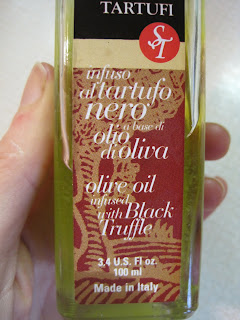 TARTUFI
ST
infuso
al tartufo
nero
a base di
olio
di oliva
olive oil
infused
with Black
Truffle
3.4 U.S. Fl oz.
100 ml
Made in Italy